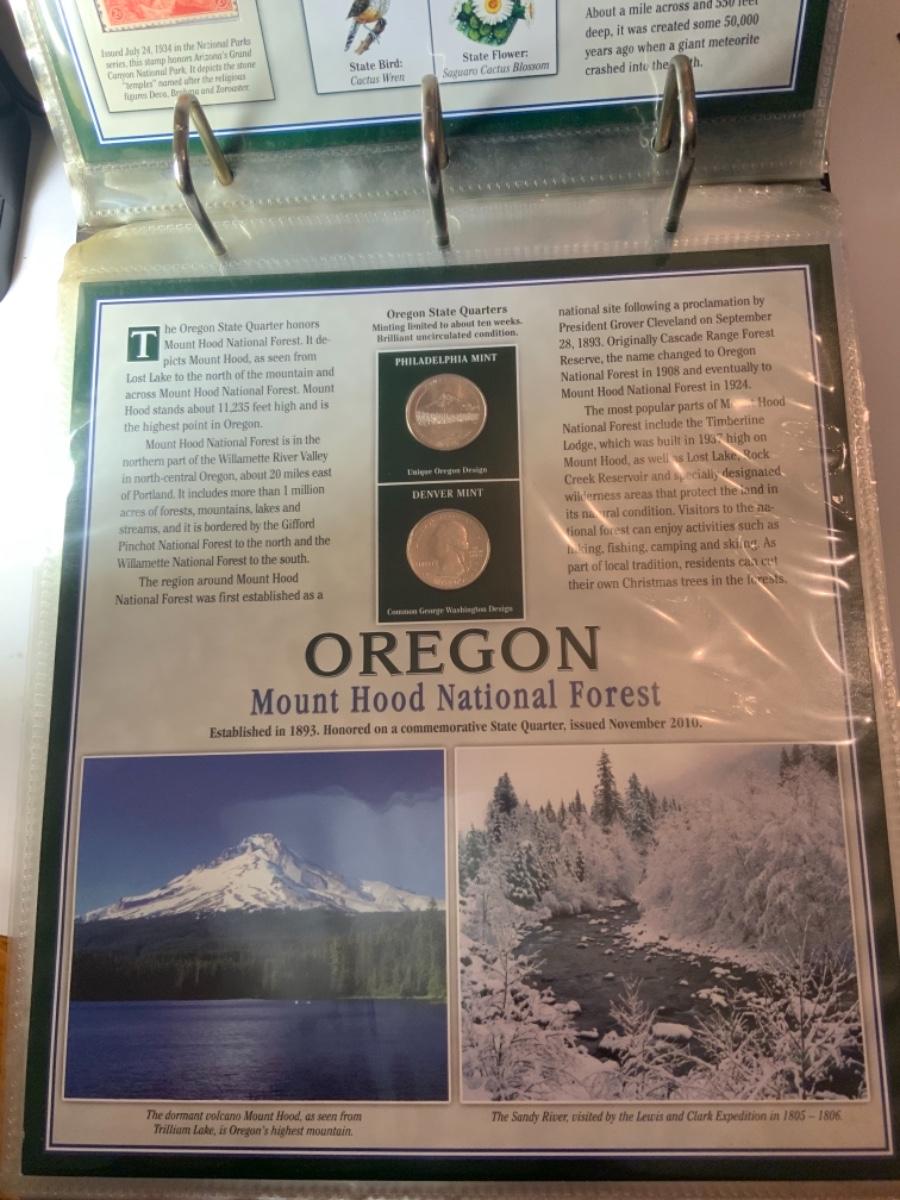 Issued July 24, 1934 in the National Parks
series, this stamp honors Arizona's Grand
Canyon National Park. It depicts the stone
"temples" named after the religious
figures Deva, Brahma and Zoroaster.
State Bird:
Cactus Wren
State Flower:
Saguaro Cactus Blossom
About a mile across and 550 feet
deep, it was created some 50,000
years ago when a giant meteorite
crashed into the
The Oregon State Quarter honors
Mount Hood National Forest. It de-
picts Mount Hood, as seen from
Lost Lake to the north of the mountain and
across Mount Hood National Forest. Mount
Hood stands about 11,235 feet high and is
the highest point in Oregon.
Mount Hood National Forest is in the
northern part of the Willamette River Valley
in north-central Oregon, about 20 miles east
of Portland. It includes more than 1 million
acres of forests, mountains, lakes and
streams, and it is bordered by the Gifford
Pinchot National Forest to the north and the
Willamette National Forest to the south.
The region around Mount Hood
National Forest was first established as a
Oregon State Quarters
Minting limited to about ten weeks.
Brilliant uncirculated condition.
PHILADELPHIA MINT
Unique Oregon Design
DENVER MINT
Common George Washington Design
national site following a proclamation by
President Grover Cleveland on September
28, 1893. Originally Cascade Range Forest
Reserve, the name changed to Oregon
National Forest in 1908 and eventually to
Mount Hood National Forest in 1924.
The most popular parts of Mount Hood
National Forest include the Timberline
Lodge, which was built in 1937 high on
Mount Hood, as well as Lost Lake, Rock
Creek Reservoir and specially designated
wilderness areas that protect the land in
its natural condition. Visitors to the na-
tional forest can enjoy activities such as
hiking, fishing, camping and skiing. As
part of local tradition, residents can cut
their own Christmas trees in the forests.
OREGON
Mount Hood National Forest
Established in 1893. Honored on a commemorative State Quarter, issued November 2010.
The dormant volcano Mount Hood, as seen from
Trillium Lake, is Oregon's highest mountain.
The Sandy River, visited by the Lewis and Clark Expedition in 1805 – 1806.